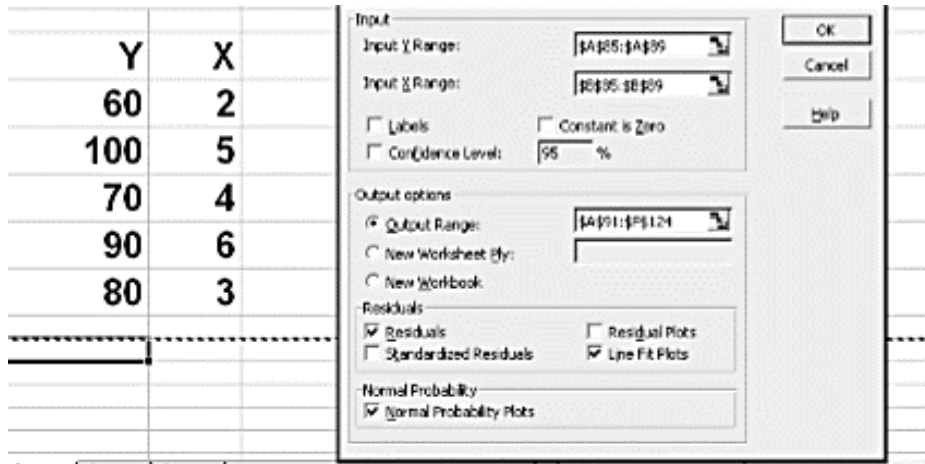 Y X
60 2
100 5
70 4
90 6
80 3
Input
Input Y Range: $A$85:$A$89
Input X Range: $B$85:$B$89
Labels Constant is Zero
Confidence Level: 95 %
Output options
Output Range: $A$91:$P$124
New Worksheet Ply:
New Workbook
Residuals
Residuals Residual Plots
Standardized Residuals Line Fit Plots
Normal Probability
Normal Probability Plots
OK
Cancel
Help